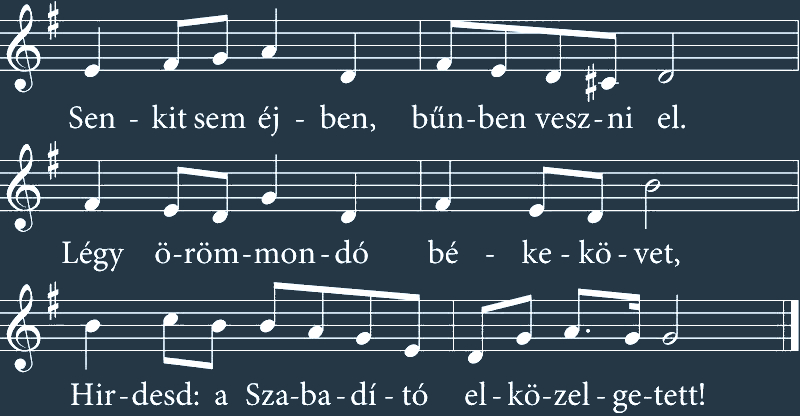 Sen - kit sem éj - ben, bűn-ben vesz-ni el.
Légy ö-röm-mon-dó bé - ke-kö-vet,
Hir-desd: a Sza-ba-dí-tó el-kö-zel-ge-tett!